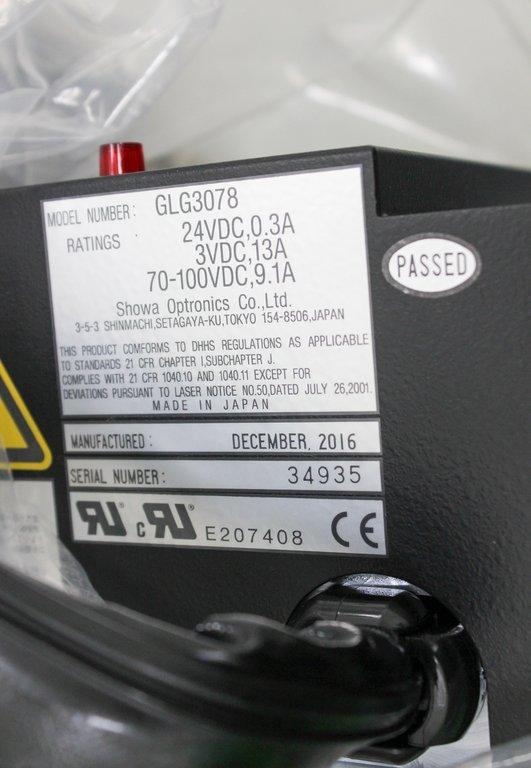 MODEL NUMBER: GLG3078
RATINGS : 24VDC,0.3A
3VDC,13A
70-100VDC,9.1A
Showa Optronics Co.,Ltd.
3-5-3 SHINMACHI,SETAGAYA-KU,TOKYO 154-8506,JAPAN
THIS PRODUCT CONFORMS TO DHHS REGULATIONS AS APPLICABLE
TO STANDARDS 21 CFR CHAPTER I,SUBCHAPTER J.
COMPLIES WITH 21 CFR 1040.10 AND 1040.11 EXCEPT FOR
DEVIATIONS PURSUANT TO LASER NOTICE NO.50,DATED JULY 26,2001.
MADE IN JAPAN
MANUFACTURED : DECEMBER, 2016
SERIAL NUMBER : 34935
RU c RU E207408 CE
PASSED